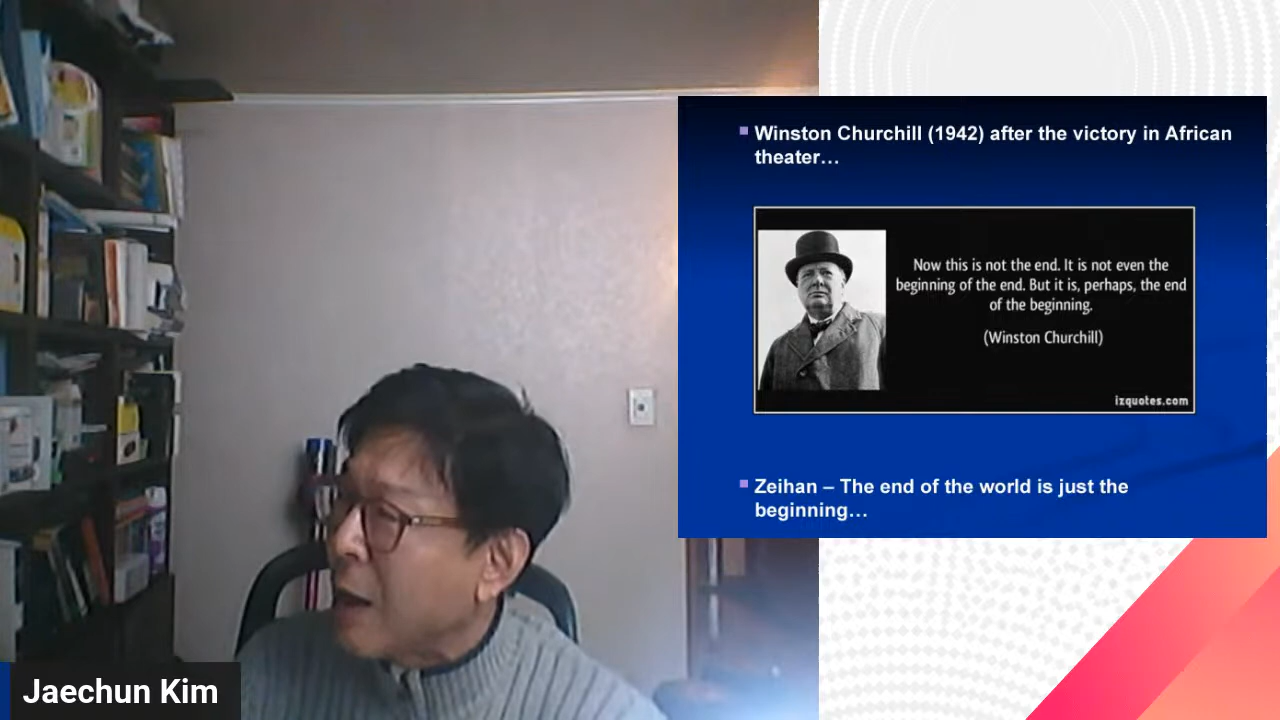 Winston Churchill (1942) after the victory in African
theater…
Now this is not the end. It is not even the
beginning of the end. But it is, perhaps, the end
of the beginning.
(Winston Churchill)
izquotes.com
Zeihan – The end of the world is just the
beginning…
Jaechun Kim